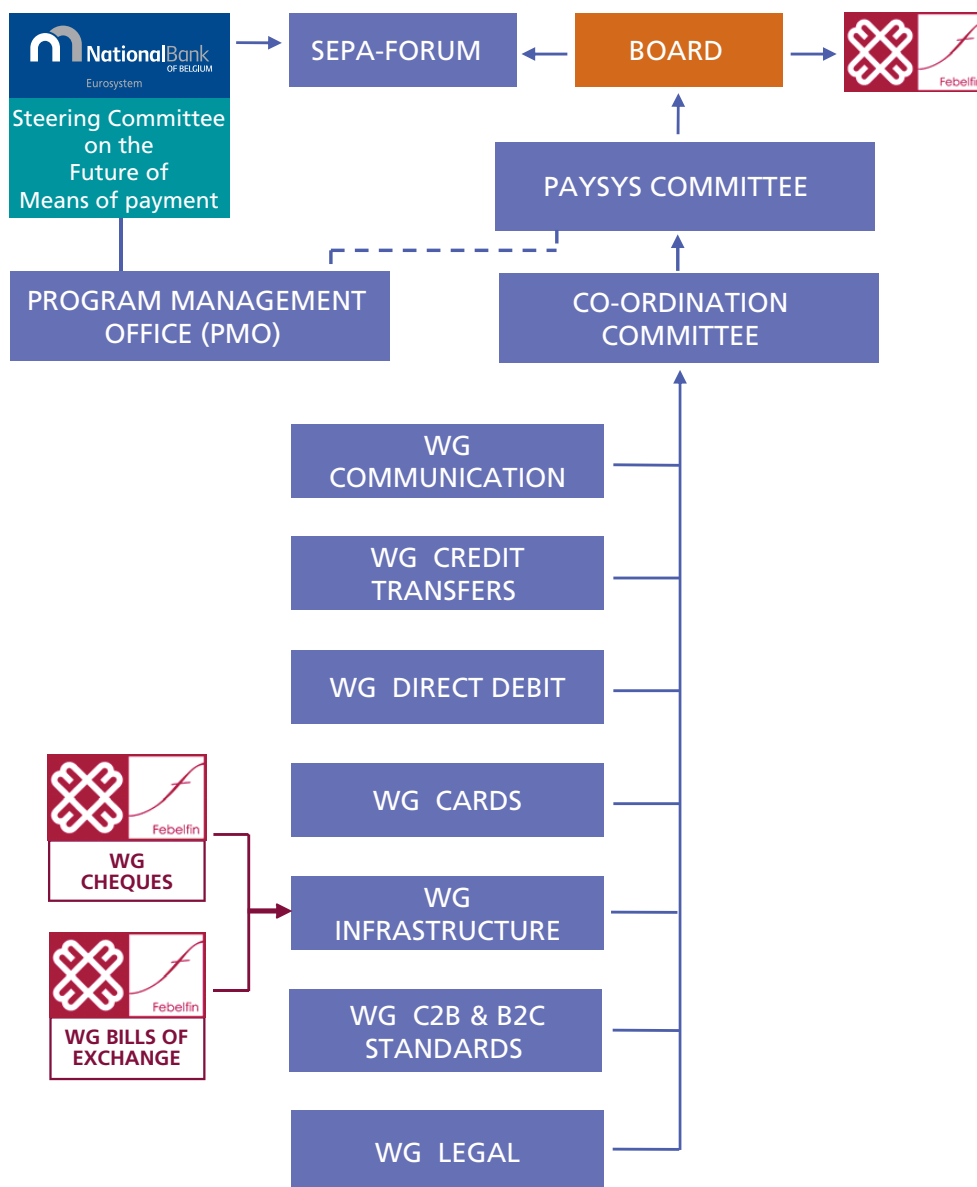 NationalBank
OF BELGIUM
Eurosystem
SEPA-FORUM
BOARD
Febelfin
Steering Committee
on the
Future of
Means of payment
PAYSYS COMMITTEE
PROGRAM MANAGEMENT
OFFICE (PMO)
CO-ORDINATION
COMMITTEE
WG
COMMUNICATION
WG CREDIT
TRANSFERS
WG DIRECT DEBIT
WG CARDS
Febelfin
WG
CHEQUES
WG
INFRASTRUCTURE
Febelfin
WG BILLS OF
EXCHANGE
WG C2B & B2C
STANDARDS
WG LEGAL